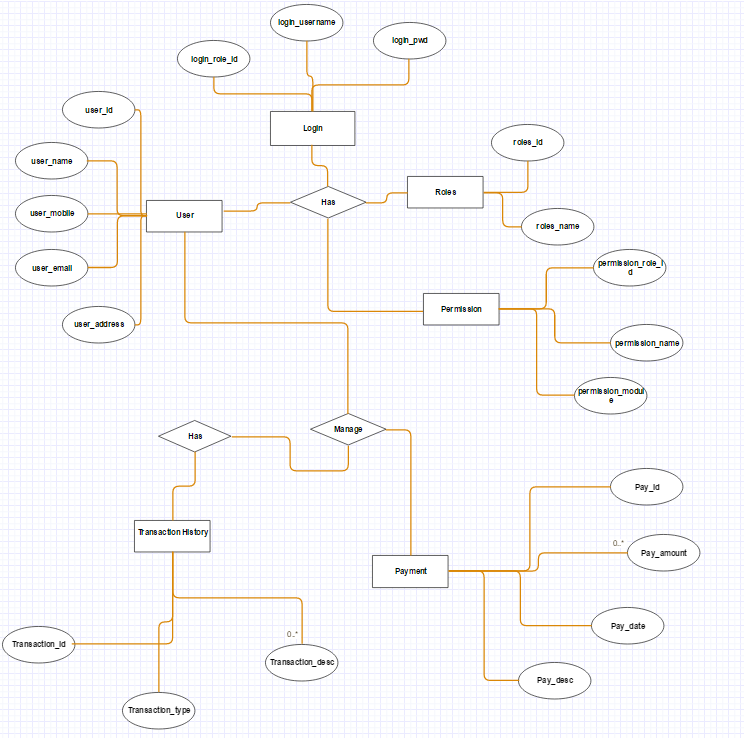 login_username
login_pwd
login_role_id
Login
user_id
roles_id
user_name
Roles
Has
user_mobile
User
roles_name
user_email
permission_role_i
d
Permission
user_address
permission_name
permission_modul
e
Manage
Has
Pay_id
Transaction History
0..*
Pay_amount
Payment
Pay_date
0..*
Transaction_id
Transaction_desc
Pay_desc
Transaction_type